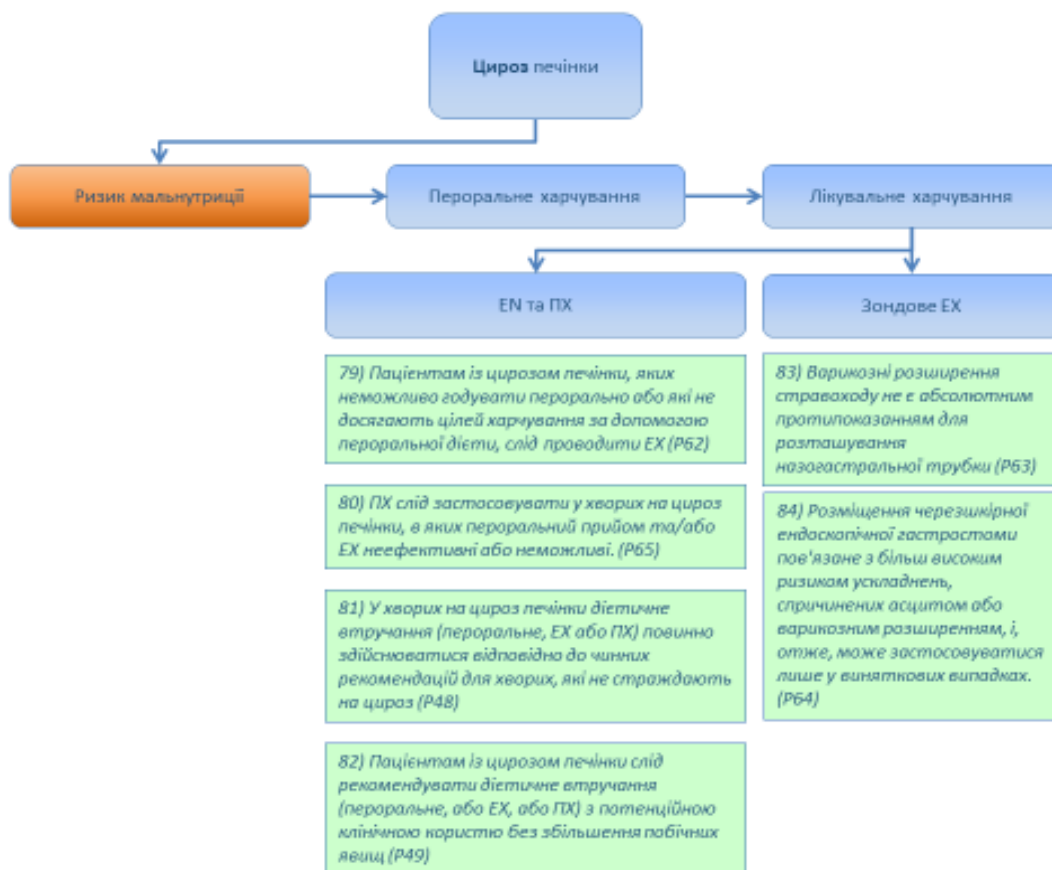 Цироз печінки
Ризик мальнутриції
Пероральне харчування
Лікувальне харчування
EN та ПХ
Зондове ЕХ
79) Пацієнтам із цирозом печінки, яких
неможливо годувати перорально або які не
досягають цілей харчування за допомогою
пероральної дієти, слід проводити ЕХ (Р62)
80) ПХ слід застосовувати у хворих на цироз
печінки, в яких пероральний прийом та/або
ЕХ неефективні або неможливі. (Р65)
81) У хворих на цироз печінки дієтичне
втручання (пероральне, ЕХ або ПХ) повинно
здійснюватися відповідно до чинних
рекомендацій для хворих, які не страждають
на цироз (Р48)
82) Пацієнтам із цирозом печінки слід
рекомендувати дієтичне втручання
(пероральне, або ЕХ, або ПХ) з потенційною
клінічною користю без збільшення побічних
явищ (Р49)
83) Варикозні розширення
стравоходу не є абсолютним
протипоказанням для
розташування
назогастральної трубки (Р63)
84) Розміщення черезшкірної
ендоскопічної гастростоми
пов'язане з більш високим
ризиком ускладнень,
спричинених асцитом або
варикозним розширенням, і,
отже, може застосовуватися
лише у виняткових випадках.
(Р64)